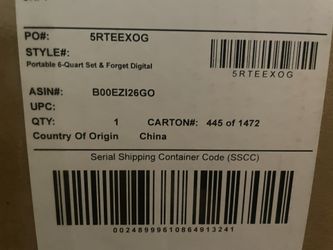 PO#: 5RTEEXOG
STYLE#:
Portable 6-Quart Set & Forget Digital
5RTEEXOG
ASIN#: B00EZI26GO
UPC:
QTY: 1 CARTON#: 445 of 1472
Country Of Origin China
Serial Shipping Container Code (SSCC)
00248999610864913241